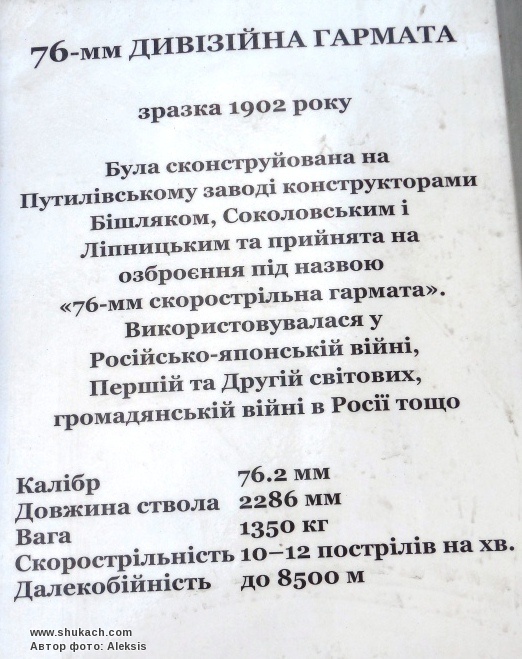 76-мм ДИВІЗІЙНА ГАРМАТА
зразка 1902 року
Була сконструйована на
Путилівському заводі конструкторами
Бішляком, Соколовським і
Ліпницьким та прийнята на
озброєння під назвою
«76-мм скорострільна гармата».
Використовувалася у
Російсько-японській війні,
Першій та Другій світових,
громадянській війні в Росії тощо
Калібр 76.2 мм
Довжина ствола 2286 мм
Вага 1350 кг
Скорострільність 10–12 пострілів на хв.
Далекобійність до 8500 м
www.shukach.com
Автор фото: Aleksis